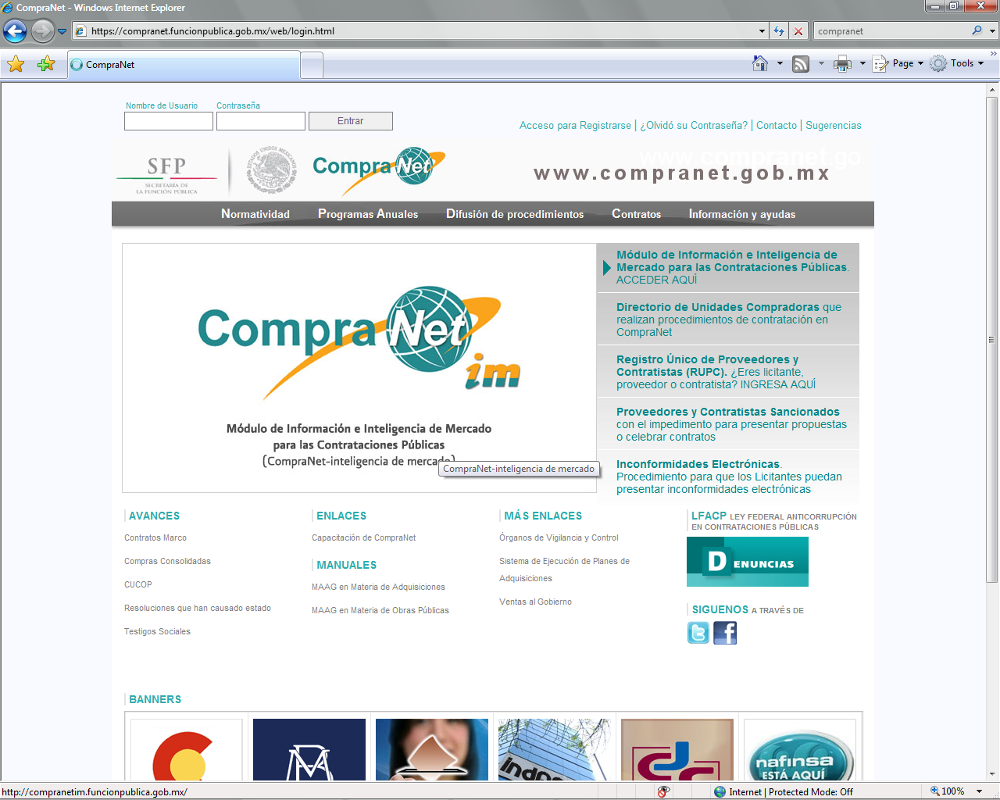 CompraNet - Windows Internet Explorer
https://compranet.funcionpublica.gob.mx/web/login.html
compranet
CompraNet
Page
Tools
Nombre de Usuario
Contraseña
Entrar
Acceso para Registrarse | ¿Olvidó su Contraseña? | Contacto | Sugerencias
SFP
SECRETARÍA DE
LA FUNCIÓN PÚBLICA
ESTADOS UNIDOS MEXICANOS
CompraNet
www.compranet.go
www.compranet.gob.mx
Normatividad
Programas Anuales
Difusión de procedimientos
Contratos
Información y ayudas
CompraNet
im
Módulo de Información e Inteligencia de Mercado
para las Contrataciones Públicas
(CompraNet-inteligencia de mercado)
CompraNet-inteligencia de mercado
Módulo de Información e Inteligencia de
Mercado para las Contrataciones Públicas.
ACCEDER AQUÍ
Directorio de Unidades Compradoras que
realizan procedimientos de contratación en
CompraNet
Registro Único de Proveedores y
Contratistas (RUPC). ¿Eres licitante,
proveedor o contratista? INGRESA AQUÍ
Proveedores y Contratistas Sancionados
con el impedimento para presentar propuestas
o celebrar contratos
Inconformidades Electrónicas.
Procedimiento para que los Licitantes puedan
presentar inconformidades electrónicas
AVANCES
Contratos Marco
Compras Consolidadas
CUCOP
Resoluciones que han causado estado
Testigos Sociales
ENLACES
Capacitación de CompraNet
MANUALES
MAAG en Materia de Adquisiciones
MAAG en Materia de Obras Públicas
MÁS ENLACES
Órganos de Vigilancia y Control
Sistema de Ejecución de Planes de
Adquisiciones
Ventas al Gobierno
LFACP LEY FEDERAL ANTICORRUPCIÓN
EN CONTRATACIONES PÚBLICAS
DENUNCIAS
SIGUENOS A TRAVÉS DE
BANNERS
nafinsa
ESTÁ AQUÍ
http://compranetim.funcionpublica.gob.mx/
Internet | Protected Mode: Off
100%